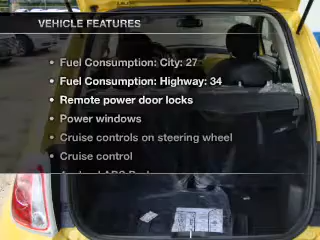 VEHICLE FEATURES
• Fuel Consumption: City: 27
• Fuel Consumption: Highway: 34
• Remote power door locks
• Power windows
• Cruise controls on steering wheel
• Cruise control